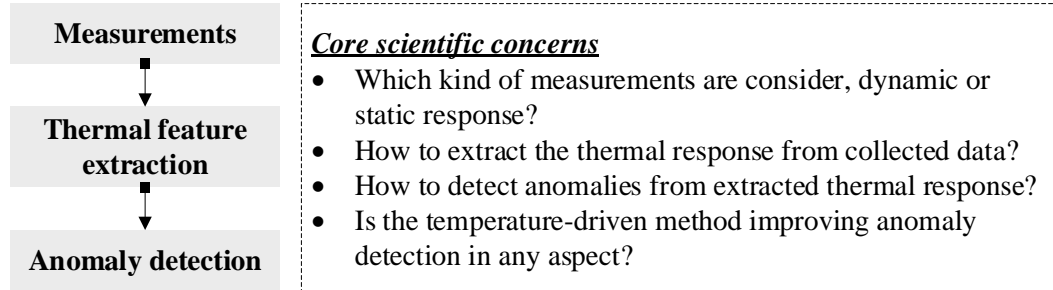 Measurements
Thermal feature
extraction
Anomaly detection
Core scientific concerns
• Which kind of measurements are consider, dynamic or
static response?
• How to extract the thermal response from collected data?
• How to detect anomalies from extracted thermal response?
• Is the temperature-driven method improving anomaly
detection in any aspect?